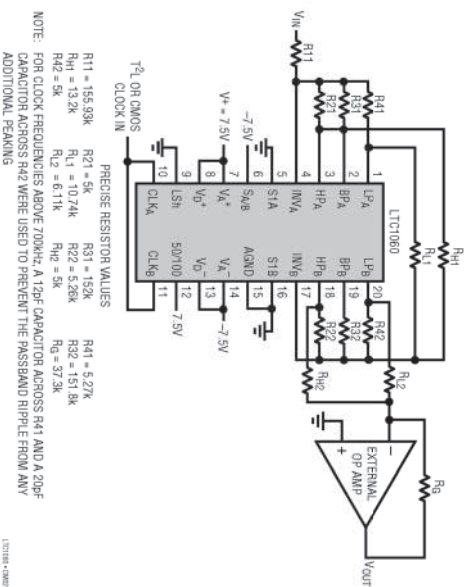 RH1
RL1
R41 R42 RL2
R31 R32
R21 R22 RH2
RG
VIN R11
LTC1060
1 LPA LPB 20
2 BPA BPB 19
3 HPA HPB 18
4 INVA INVB 17
5 S1A S1B 16
6 SA/B AGND 15
7 VA+ VA– 14
8 VD+ VD– 13
9 LSh 50/100 12
10 CLKA CLKB 11
–7.5V
V+ = 7.5V
–7.5V
7.5V
T2L OR CMOS
CLOCK IN
–
+
EXTERNAL
OP AMP
VOUT
PRECISE RESISTOR VALUES
R11 = 155.93k R21 = 5k R31 = 152k R41 = 5.27k
RH1 = 13.2k RL1 = 10.74k R22 = 5.26k R32 = 151.8k
R42 = 5k RL2 = 6.11k RH2 = 5k RG = 37.3k
NOTE: FOR CLOCK FREQUENCIES ABOVE 700kHz, A 12pF CAPACITOR ACROSS R41 AND A 20pF
CAPACITOR ACROSS R42 WERE USED TO PREVENT THE PASSBAND RIPPLE FROM ANY
ADDITIONAL PEAKING